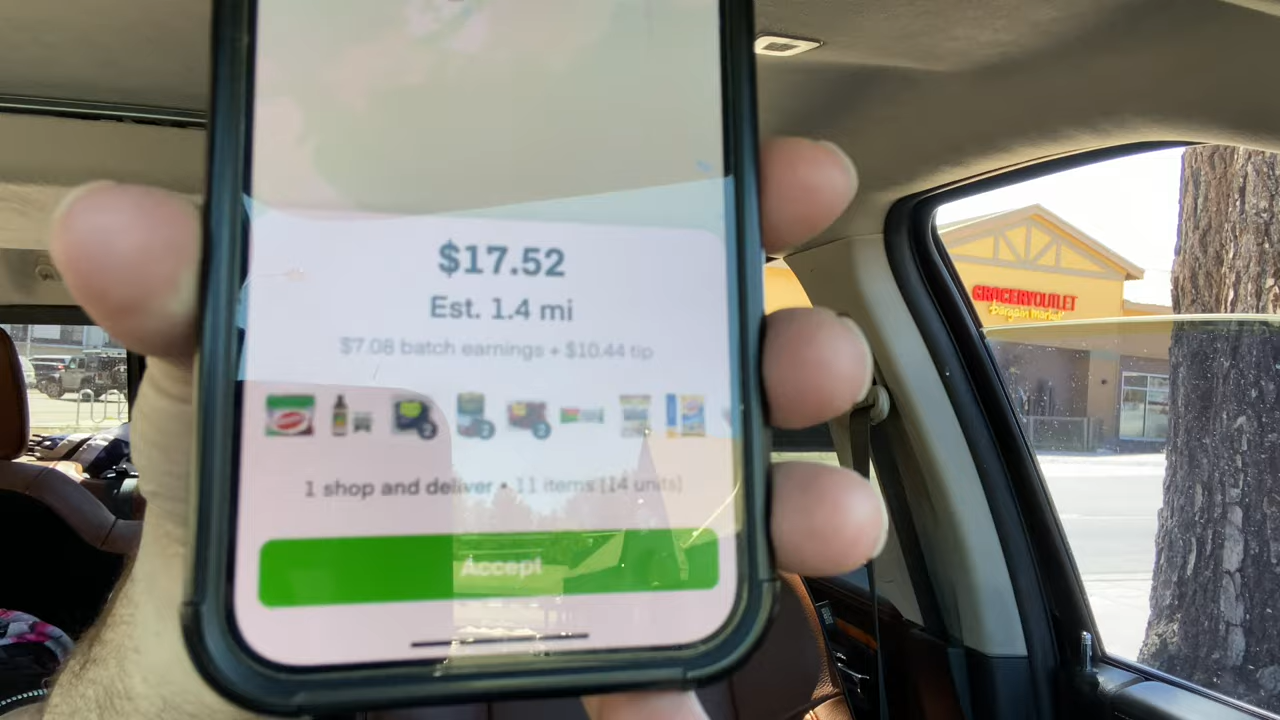 $17.52
Est. 1.4 mi
$7.08 batch earnings + $10.44 tip
1 shop and deliver • 11 items (14 units)
Accept
GROCERY OUTLET
bargain market